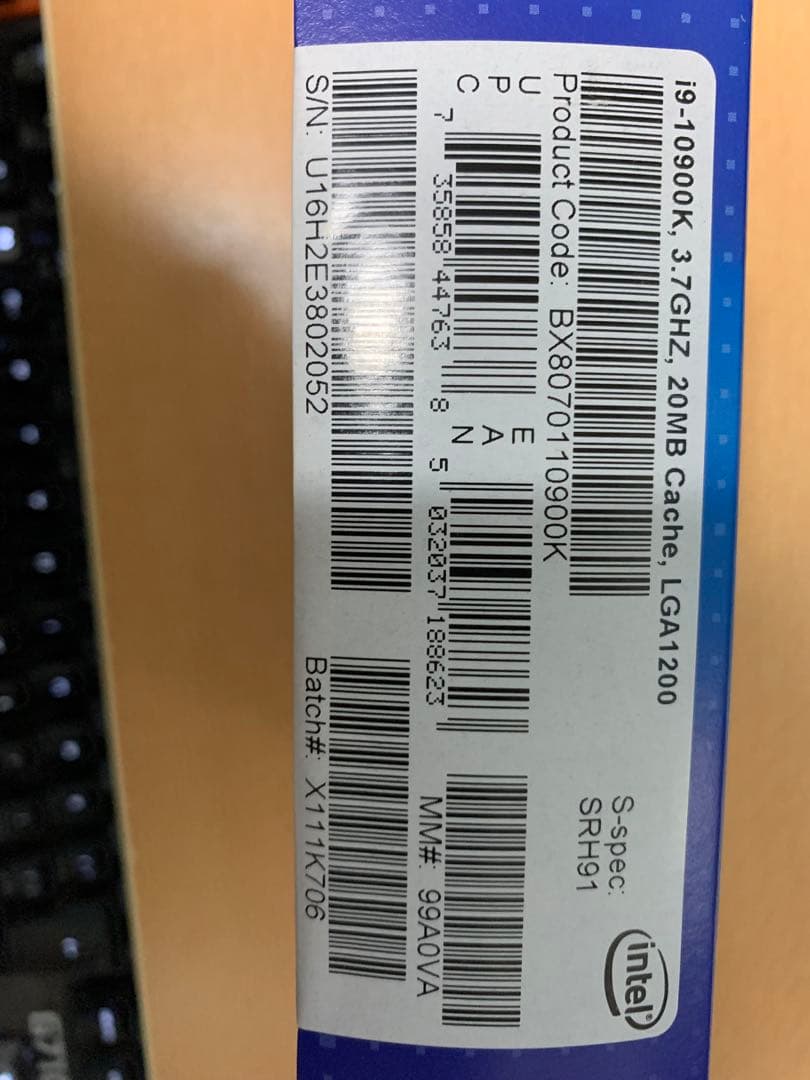 i9-10900K, 3.7GHZ, 20MB Cache, LGA1200
Product Code: BX8070110900K
S-spec:
SRH91
intel®
UPC
7 35858 44763 8
EAN
5 032037 188623
MM#: 99A0VA
S/N: U16H2E3802052
Batch#: X111K706